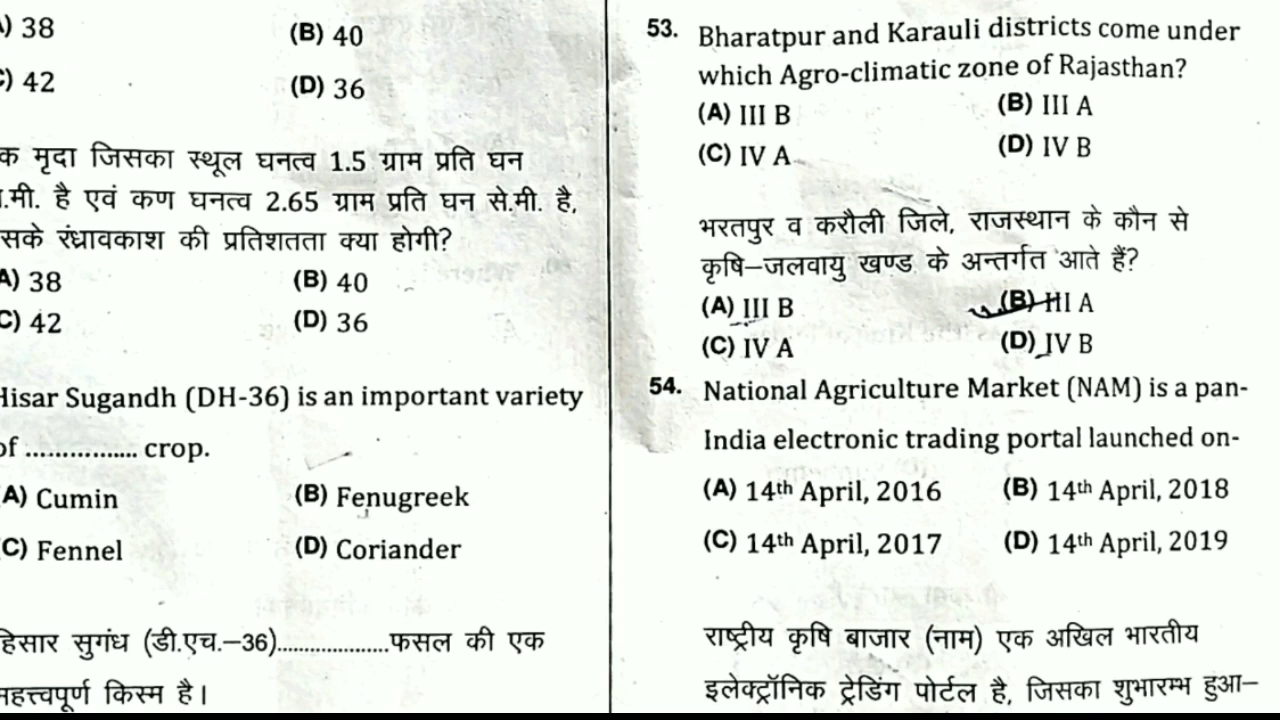 38
(B) 40
42
(D) 36
मृदा जिसका स्थूल घनत्व 1.5 ग्राम प्रति घन
है एवं कण घनत्व 2.65 ग्राम प्रति घन से.मी. है,
रंध्रावकाश की प्रतिशतता क्या होगी?
A) 38
(B) 40
C) 42
(D) 36
Hisar Sugandh (DH-36) is an important variety
of ................ crop.
(A) Cumin
(B) Fenugreek
(C) Fennel
(D) Coriander
हिसार सुगंध (डी.एच.–36).....................फसल की एक
महत्त्वपूर्ण किस्म है।
53. Bharatpur and Karauli districts come under
which Agro-climatic zone of Rajasthan?
(A) III B
(B) III A
(C) IV A
(D) IV B
भरतपुर व करौली जिले, राजस्थान के कौन से
कृषि–जलवायु खण्ड के अन्तर्गत आते हैं?
(A) III B
(B) III A
(C) IV A
(D) IV B
54. National Agriculture Market (NAM) is a pan-
India electronic trading portal launched on-
(A) 14th April, 2016
(B) 14th April, 2018
(C) 14th April, 2017
(D) 14th April, 2019
राष्ट्रीय कृषि बाजार (नाम) एक अखिल भारतीय
इलेक्ट्रॉनिक ट्रेडिंग पोर्टल है, जिसका शुभारम्भ हुआ–